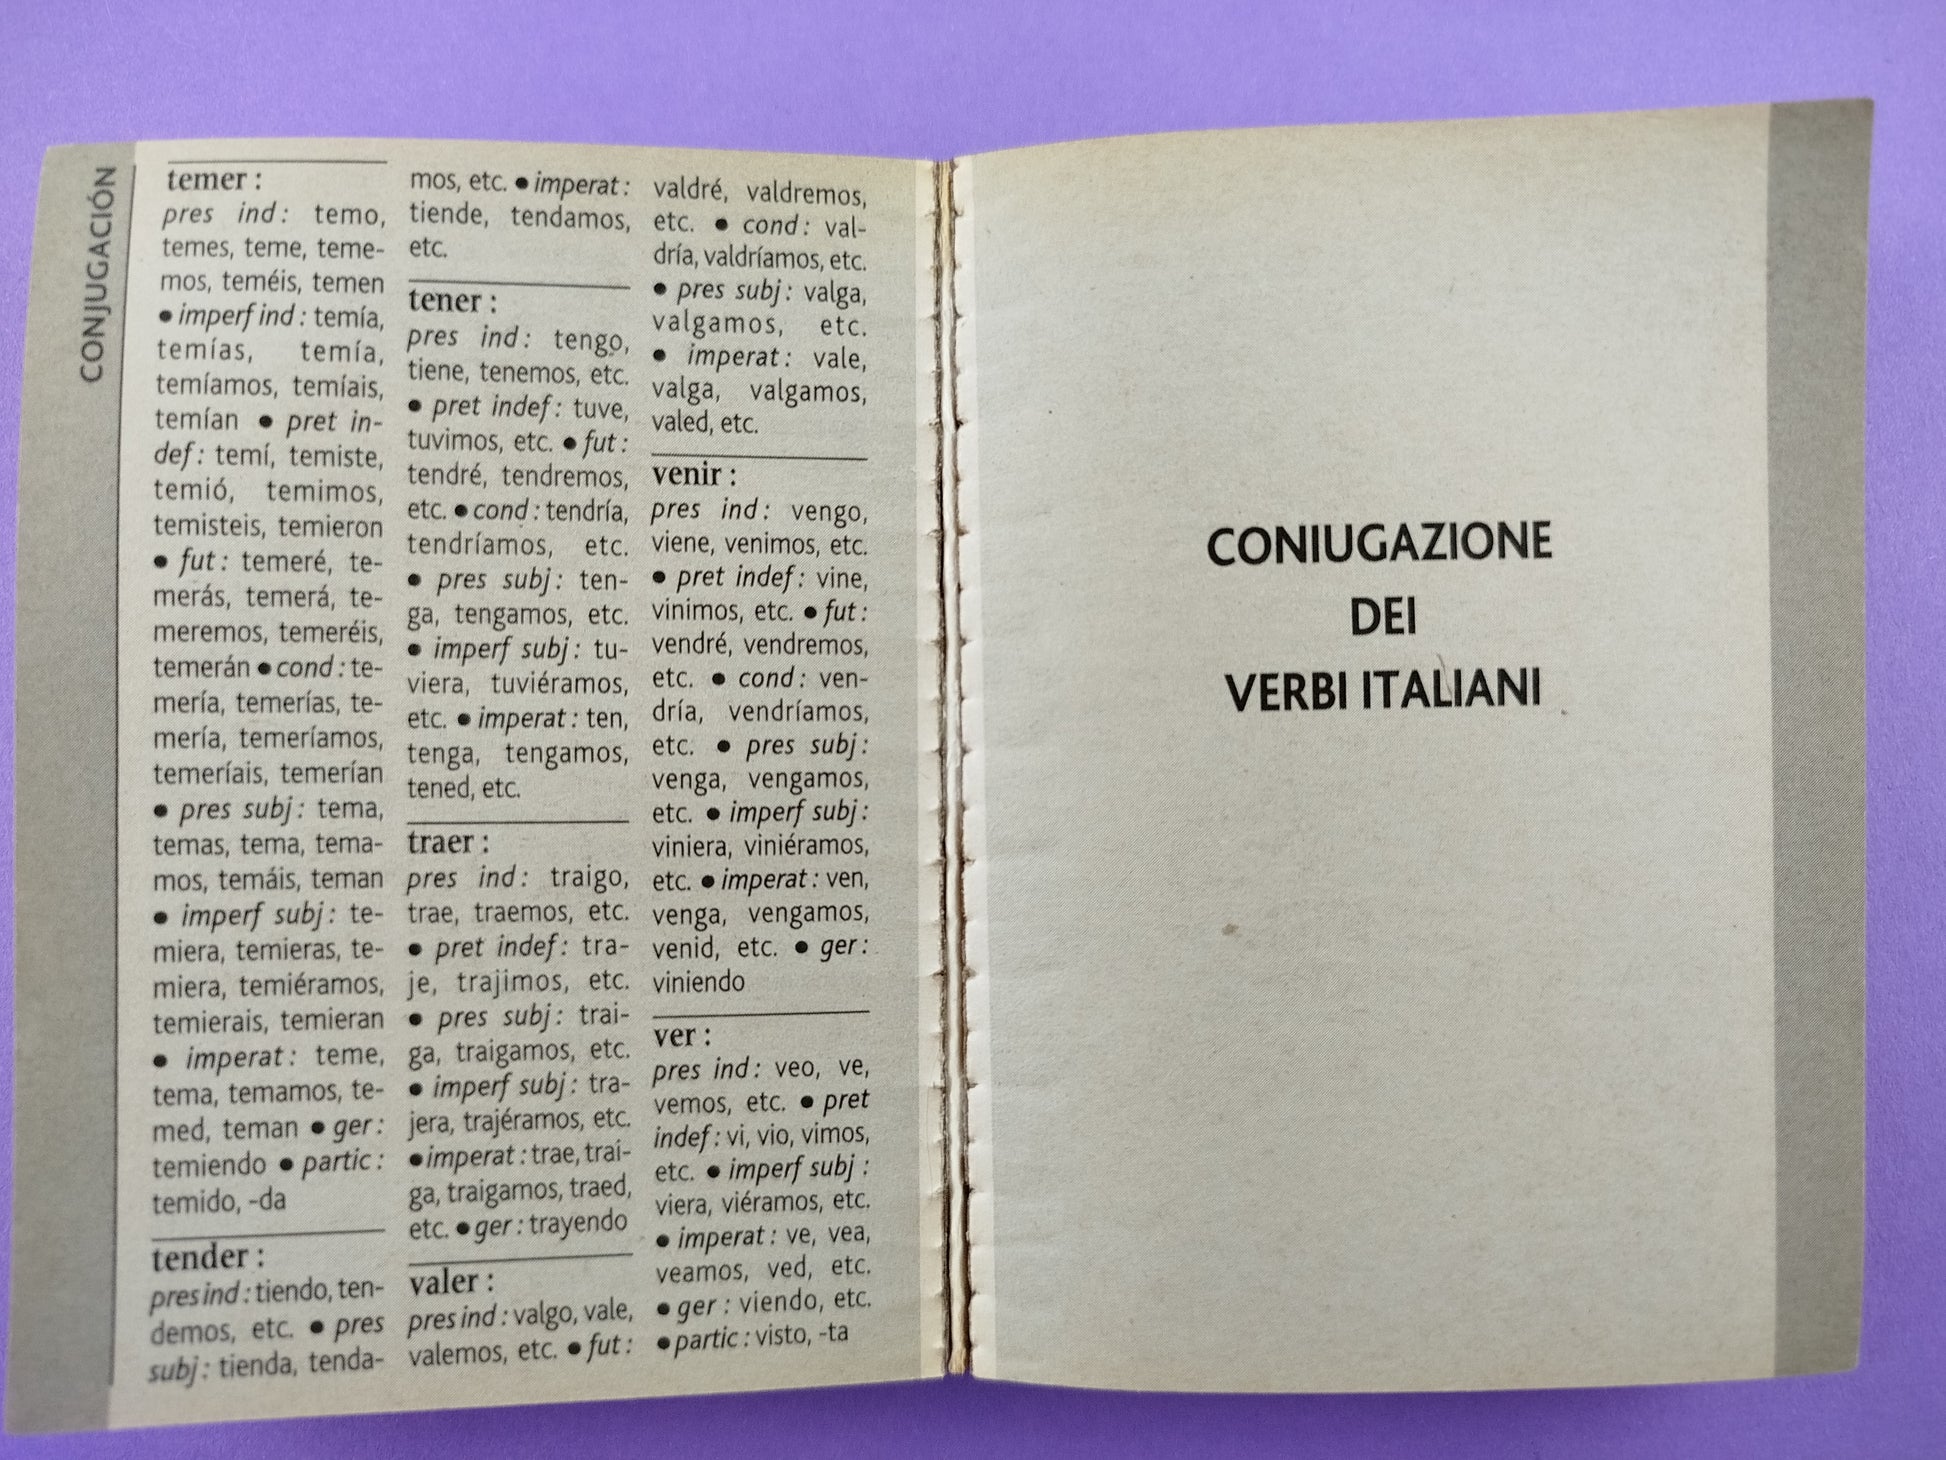 CONJUGACIÓN
temer :
pres ind : temo,
temes, teme, teme-
mos, teméis, temen
● imperf ind : temía,
temías, temía,
temíamos, temíais,
temían ● pret in-
def : temí, temiste,
temió, temimos,
temisteis, temieron
● fut : temeré, te-
merás, temerá, te-
meremos, temeréis,
temerán ● cond : te-
mería, temerías, te-
mería, temeríamos,
temeríais, temerían
● pres subj : tema,
temas, tema, tema-
mos, temáis, teman
● imperf subj : te-
miera, temieras, te-
miera, temiéramos,
temierais, temieran
● imperat : teme,
tema, temamos, te-
med, teman ● ger :
temiendo ● partic :
temido, -da
tender :
pres ind : tiendo, ten-
demos, etc. ● pres
subj : tienda, tenda-
mos, etc. ● imperat :
tiende, tendamos,
etc.
tener :
pres ind : tengo,
tiene, tenemos, etc.
● pret indef : tuve,
tuvimos, etc. ● fut :
tendré, tendremos,
etc. ● cond : tendría,
tendríamos, etc.
● pres subj : ten-
ga, tengamos, etc.
● imperf subj : tu-
viera, tuviéramos,
etc. ● imperat : ten,
tenga, tengamos,
tened, etc.
traer :
pres ind : traigo,
trae, traemos, etc.
● pret indef : tra-
je, trajimos, etc.
● pres subj : trai-
ga, traigamos, etc.
● imperf subj : tra-
jera, trajéramos, etc.
● imperat : trae, trai-
ga, traigamos, traed,
etc. ● ger : trayendo
valer :
pres ind : valgo, vale,
valemos, etc. ● fut :
valdré, valdremos,
etc. ● cond : val-
dría, valdríamos, etc.
● pres subj : valga,
valgamos, etc.
● imperat : vale,
valga, valgamos,
valed, etc.
venir :
pres ind : vengo,
viene, venimos, etc.
● pret indef : vine,
vinimos, etc. ● fut :
vendré, vendremos,
etc. ● cond : ven-
dría, vendríamos,
etc. ● pres subj :
venga, vengamos,
etc. ● imperf subj :
viniera, viniéramos,
etc. ● imperat : ven,
venga, vengamos,
venid, etc. ● ger :
viniendo
ver :
pres ind : veo, ve,
vemos, etc. ● pret
indef : vi, vio, vimos,
etc. ● imperf subj :
viera, viéramos, etc.
● imperat : ve, vea,
veamos, ved, etc.
● ger : viendo, etc.
● partic : visto, -ta
CONIUGAZIONE
DEI
VERBI ITALIANI